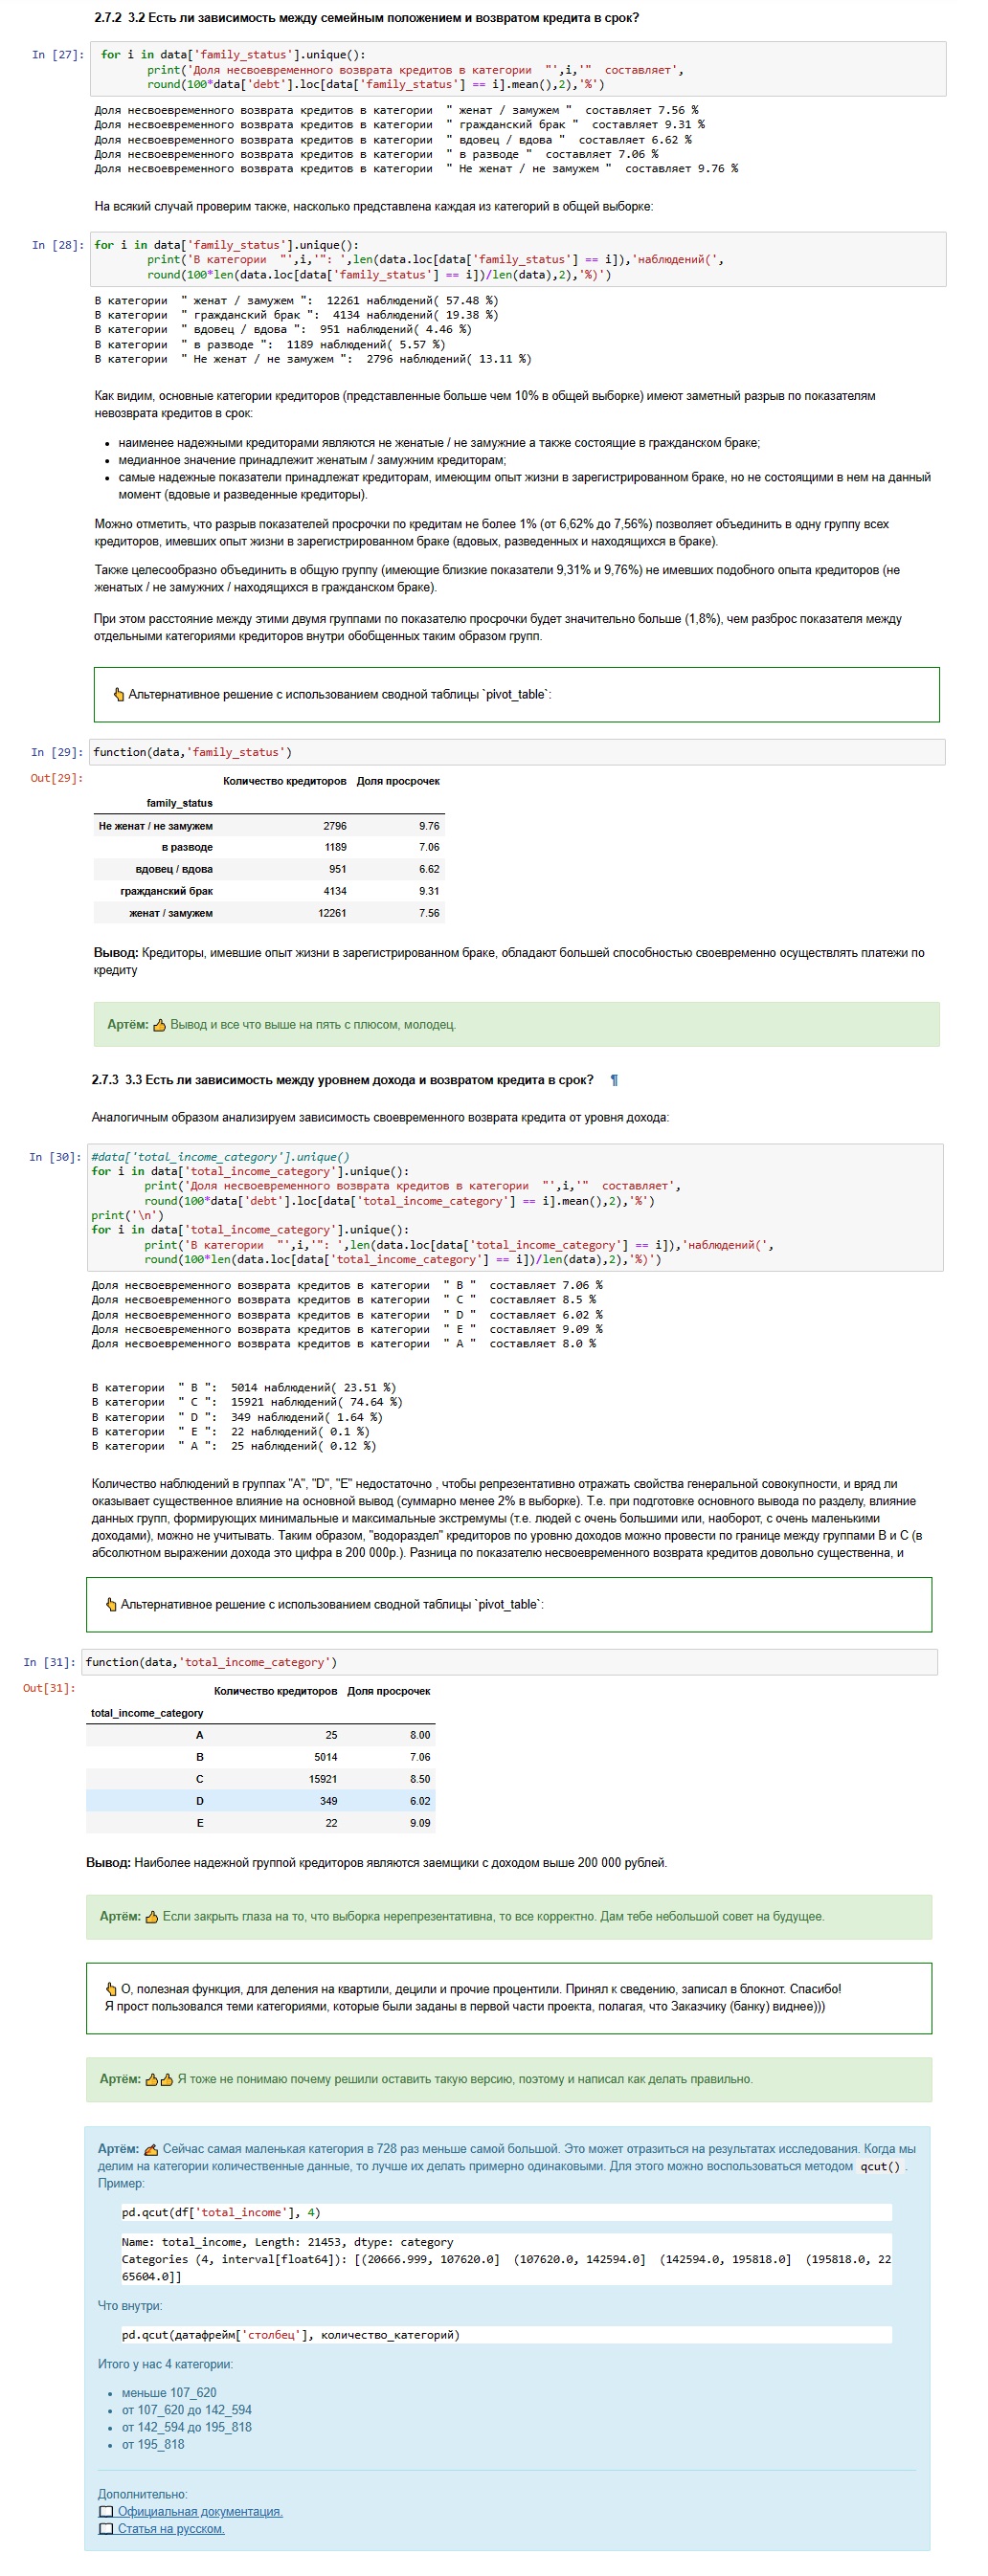 2.7.2 3.2 Есть ли зависимость между семейным положением и возвратом кредита в срок?
In [27]: for i in data['family_status'].unique():
print('Доля несвоевременного возврата кредитов в категории "',i,'" составляет',
round(100*data['debt'].loc[data['family_status'] == i].mean(),2),'%')
Доля несвоевременного возврата кредитов в категории " женат / замужем " составляет 7.56 %
Доля несвоевременного возврата кредитов в категории " гражданский брак " составляет 9.31 %
Доля несвоевременного возврата кредитов в категории " вдовец / вдова " составляет 6.62 %
Доля несвоевременного возврата кредитов в категории " в разводе " составляет 7.06 %
Доля несвоевременного возврата кредитов в категории " Не женат / не замужем " составляет 9.76 %
На всякий случай проверим также, насколько представлена каждая из категорий в общей выборке:
In [28]: for i in data['family_status'].unique():
print('В категории "',i,'": ',len(data.loc[data['family_status'] == i]),'наблюдений(',
round(100*len(data.loc[data['family_status'] == i])/len(data),2),'%)')
В категории " женат / замужем ": 12261 наблюдений( 57.48 %)
В категории " гражданский брак ": 4134 наблюдений( 19.38 %)
В категории " вдовец / вдова ": 951 наблюдений( 4.46 %)
В категории " в разводе ": 1189 наблюдений( 5.57 %)
В категории " Не женат / не замужем ": 2796 наблюдений( 13.11 %)
Как видим, основные категории кредиторов (представленные больше чем 10% в общей выборке) имеют заметный разрыв по показателям
невозврата кредитов в срок:
• наименее надежными кредиторами являются не женатые / не замужние а также состоящие в гражданском браке;
• медианное значение принадлежит женатым / замужним кредиторам;
• самые надежные показатели принадлежат кредиторам, имеющим опыт жизни в зарегистрированном браке, но не состоящими в нем на данный
момент (вдовые и разведенные кредиторы).
Можно отметить, что разрыв показателей просрочки по кредитам не более 1% (от 6,62% до 7,56%) позволяет объединить в одну группу всех
кредиторов, имевших опыт жизни в зарегистрированном браке (вдовых, разведенных и находящихся в браке).
Также целесообразно объединить в общую группу (имеющие близкие показатели 9,31% и 9,76%) не имевших подобного опыта кредиторов (не
женатых / не замужних / находящихся в гражданском браке).
При этом расстояние между этими двумя группами по показателю просрочки будет значительно больше (1,8%), чем разброс показателя между
отдельными категориями кредиторов внутри обобщенных таким образом групп.
👆 Альтернативное решение с использованием сводной таблицы `pivot_table`:
In [29]: function(data,'family_status')
Out[29]: Количество кредиторов Доля просрочек
family_status
Не женат / не замужем 2796 9.76
в разводе 1189 7.06
вдовец / вдова 951 6.62
гражданский брак 4134 9.31
женат / замужем 12261 7.56
Вывод: Кредиторы, имевшие опыт жизни в зарегистрированном браке, обладают большей способностью своевременно осуществлять платежи по
кредиту
Артём: 👍 Вывод и все что выше на пять с плюсом, молодец.
2.7.3 3.3 Есть ли зависимость между уровнем дохода и возвратом кредита в срок? ¶
Аналогичным образом анализируем зависимость своевременного возврата кредита от уровня дохода:
In [30]: #data['total_income_category'].unique()
for i in data['total_income_category'].unique():
print('Доля несвоевременного возврата кредитов в категории "',i,'" составляет',
round(100*data['debt'].loc[data['total_income_category'] == i].mean(),2),'%')
print('\n')
for i in data['total_income_category'].unique():
print('В категории "',i,'": ',len(data.loc[data['total_income_category'] == i]),'наблюдений(',
round(100*len(data.loc[data['total_income_category'] == i])/len(data),2),'%)')
Доля несвоевременного возврата кредитов в категории " B " составляет 7.06 %
Доля несвоевременного возврата кредитов в категории " C " составляет 8.5 %
Доля несвоевременного возврата кредитов в категории " D " составляет 6.02 %
Доля несвоевременного возврата кредитов в категории " E " составляет 9.09 %
Доля несвоевременного возврата кредитов в категории " A " составляет 8.0 %
В категории " B ": 5014 наблюдений( 23.51 %)
В категории " C ": 15921 наблюдений( 74.64 %)
В категории " D ": 349 наблюдений( 1.64 %)
В категории " E ": 22 наблюдений( 0.1 %)
В категории " A ": 25 наблюдений( 0.12 %)
Количество наблюдений в группах "A", "D", "E" недостаточно , чтобы репрезентативно отражать свойства генеральной совокупности, и вряд ли
оказывает существенное влияние на основной вывод (суммарно менее 2% в выборке). Т.е. при подготовке основного вывода по разделу, влияние
данных групп, формирующих минимальные и максимальные экстремумы (т.е. людей с очень большими или, наоборот, с очень маленькими
доходами), можно не учитывать. Таким образом, "водораздел" кредиторов по уровню доходов можно провести по границе между группами B и C (в
абсолютном выражении дохода это цифра в 200 000р.). Разница по показателю несвоевременного возврата кредитов довольно существенна, и
👆 Альтернативное решение с использованием сводной таблицы `pivot_table`:
In [31]: function(data,'total_income_category')
Out[31]: Количество кредиторов Доля просрочек
total_income_category
A 25 8.00
B 5014 7.06
C 15921 8.50
D 349 6.02
E 22 9.09
Вывод: Наиболее надежной группой кредиторов являются заемщики с доходом выше 200 000 рублей.
Артём: 👍 Если закрыть глаза на то, что выборка нерепрезентативна, то все корректно. Дам тебе небольшой совет на будущее.
👆 О, полезная функция, для деления на квартили, децили и прочие процентили. Принял к сведению, записал в блокнот. Спасибо!
Я прост пользовался теми категориями, которые были заданы в первой части проекта, полагая, что Заказчику (банку) виднее)))
Артём: 👍👍 Я тоже не понимаю почему решили оставить такую версию, поэтому и написал как делать правильно.
Артём: ✍ Сейчас самая маленькая категория в 728 раз меньше самой большой. Это может отразиться на результатах исследования. Когда мы
делим на категории количественные данные, то лучше их делать примерно одинаковыми. Для этого можно воспользоваться методом qcut() .
Пример:
pd.qcut(df['total_income'], 4)
Name: total_income, Length: 21453, dtype: category
Categories (4, interval[float64]): [(20666.999, 107620.0] (107620.0, 142594.0] (142594.0, 195818.0] (195818.0, 22
65604.0]]
Что внутри:
pd.qcut(датафрейм['столбец'], количество_категорий)
Итого у нас 4 категории:
• меньше 107_620
• от 107_620 до 142_594
• от 142_594 до 195_818
• от 195_818
Дополнительно:
📖 Официальная документация.
📖 Статья на русском.